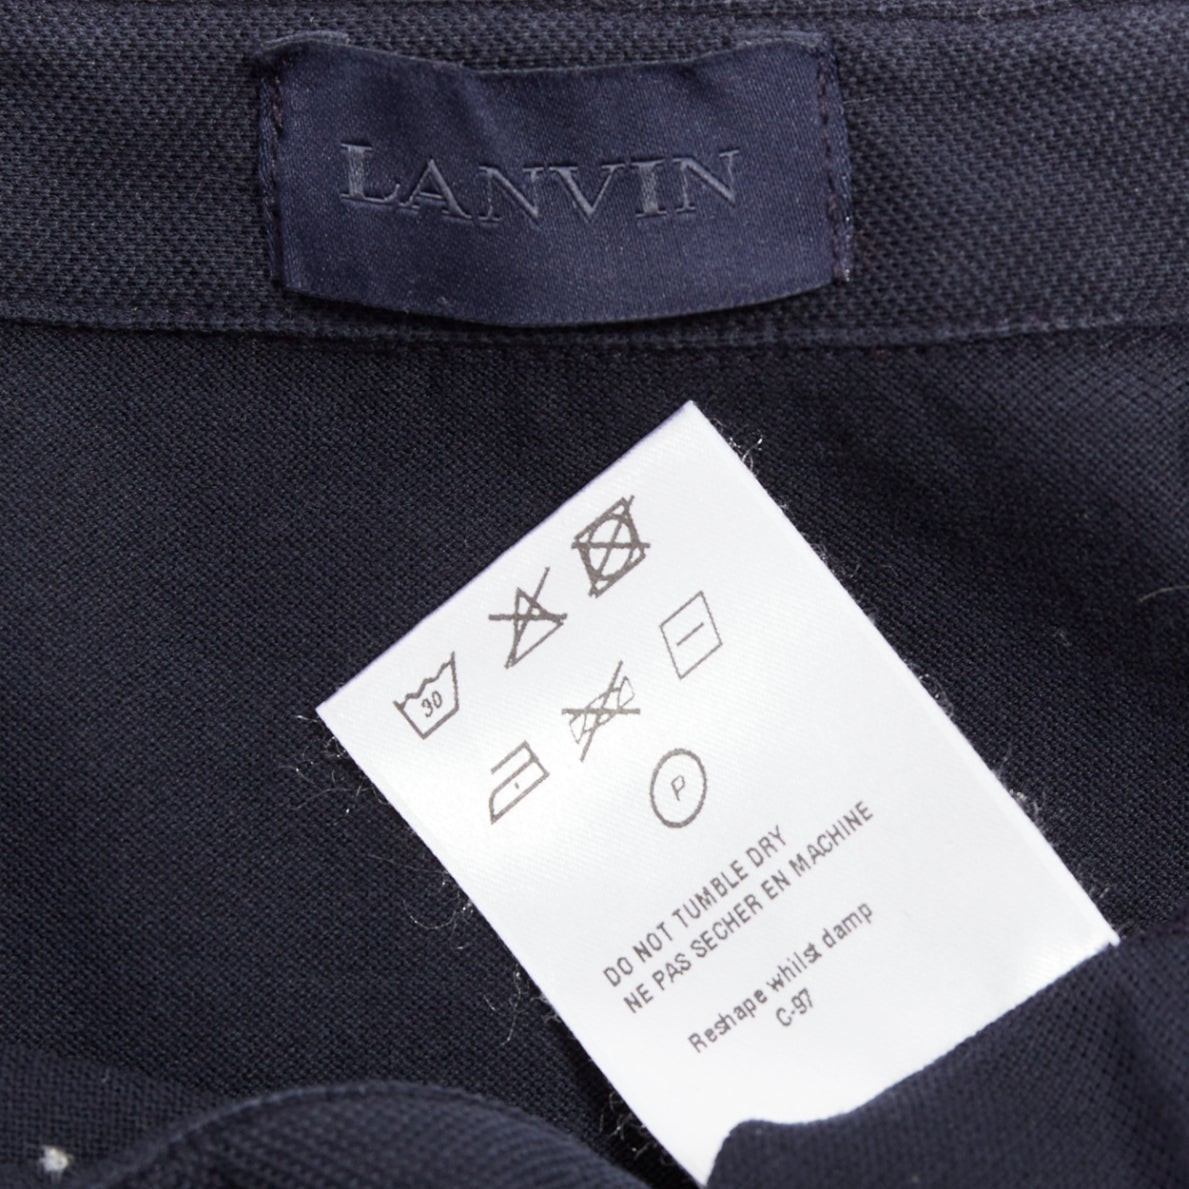 LANVIN
30
P
DO NOT TUMBLE DRY
NE PAS SECHER EN MACHINE
Reshape whilst damp
C-97